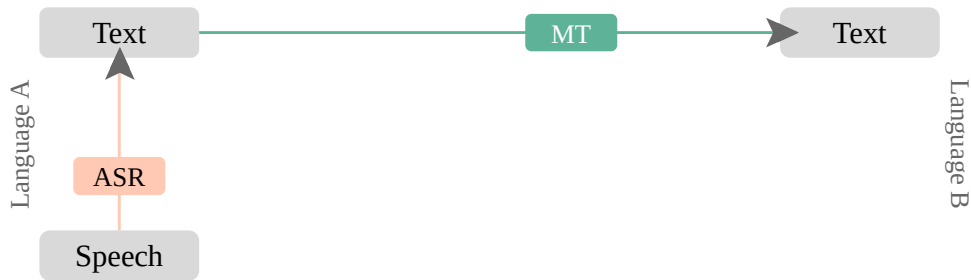 Text
MT
Text
Language A
Language B
ASR
Speech